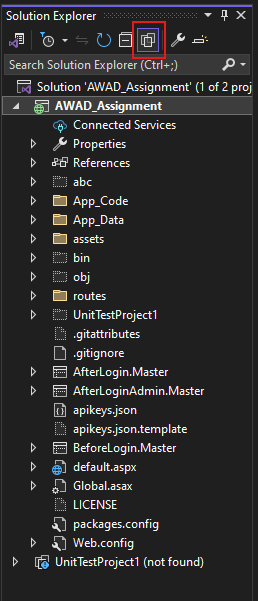 Solution Explorer
Search Solution Explorer (Ctrl+;)
Solution 'AWAD_Assignment' (1 of 2 proj
AWAD_Assignment
Connected Services
Properties
References
abc
App_Code
App_Data
assets
bin
obj
routes
UnitTestProject1
.gitattributes
.gitignore
AfterLogin.Master
AfterLoginAdmin.Master
apikeys.json
apikeys.json.template
BeforeLogin.Master
default.aspx
Global.asax
LICENSE
packages.config
Web.config
UnitTestProject1 (not found)